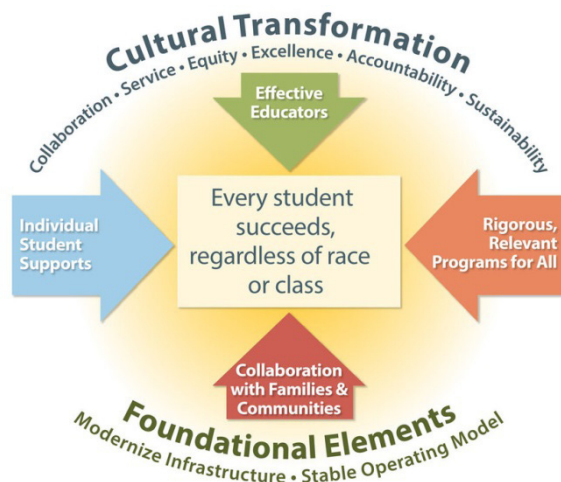 Cultural Transformation
Collaboration • Service • Equity • Excellence • Accountability • Sustainability
Effective
Educators
Individual
Student
Supports
Every student
succeeds,
regardless of race
or class
Rigorous,
Relevant
Programs for All
Collaboration
with Families &
Communities
Foundational Elements
Modernize Infrastructure • Stable Operating Model